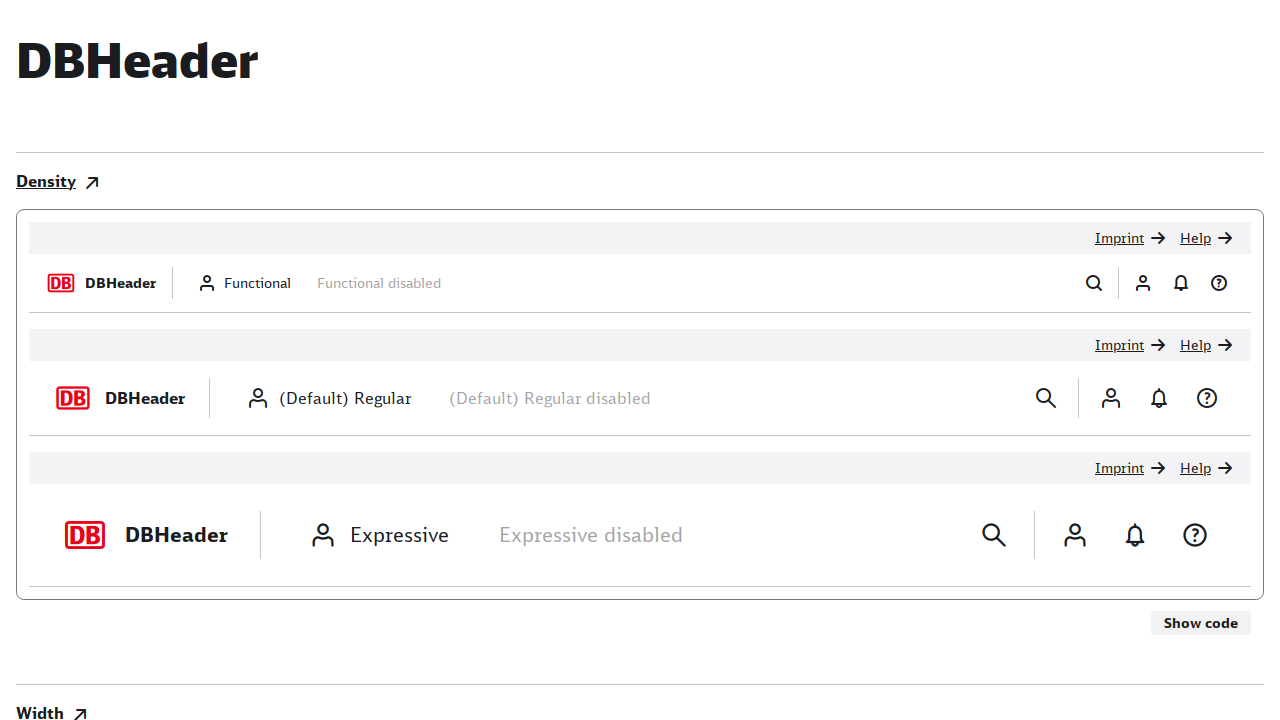 DBHeader
Density
Imprint Help
DB DBHeader Functional Functional disabled
Imprint Help
DB DBHeader (Default) Regular (Default) Regular disabled
Imprint Help
DB DBHeader Expressive Expressive disabled
Show code
Width